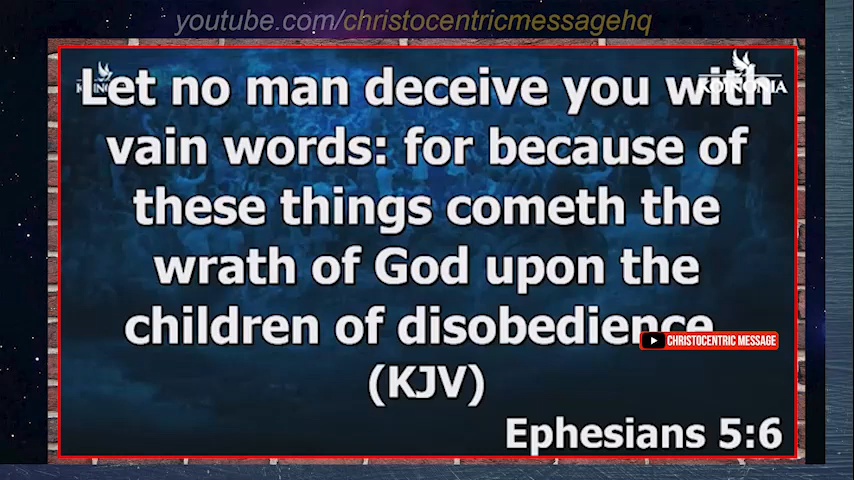 youtube.com/christocentricmessagehq
KOINONIA
Let no man deceive you with
vain words: for because of
these things cometh the
wrath of God upon the
children of disobedience
CHRISTOCENTRIC MESSAGE
(KJV)
Ephesians 5:6